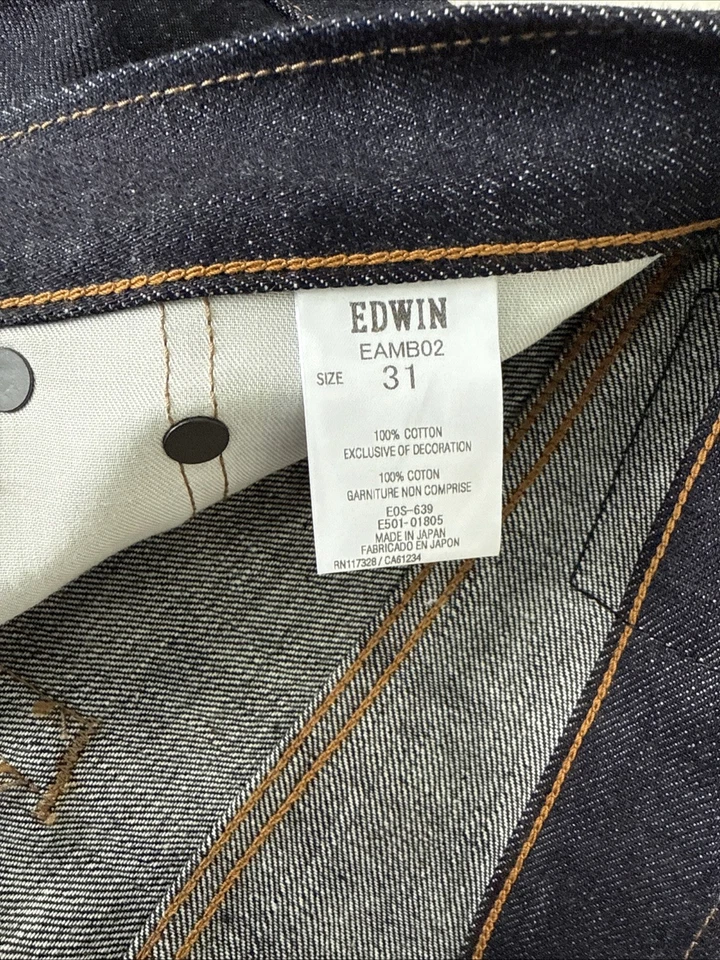 EDWIN
EAMB02
SIZE 31
100% COTTON
EXCLUSIVE OF DECORATION
100% COTON
GARNITURE NON COMPRISE
EOS-639
E501-01805
MADE IN JAPAN
FABRICADO EN JAPON
RN117328 / CA61234